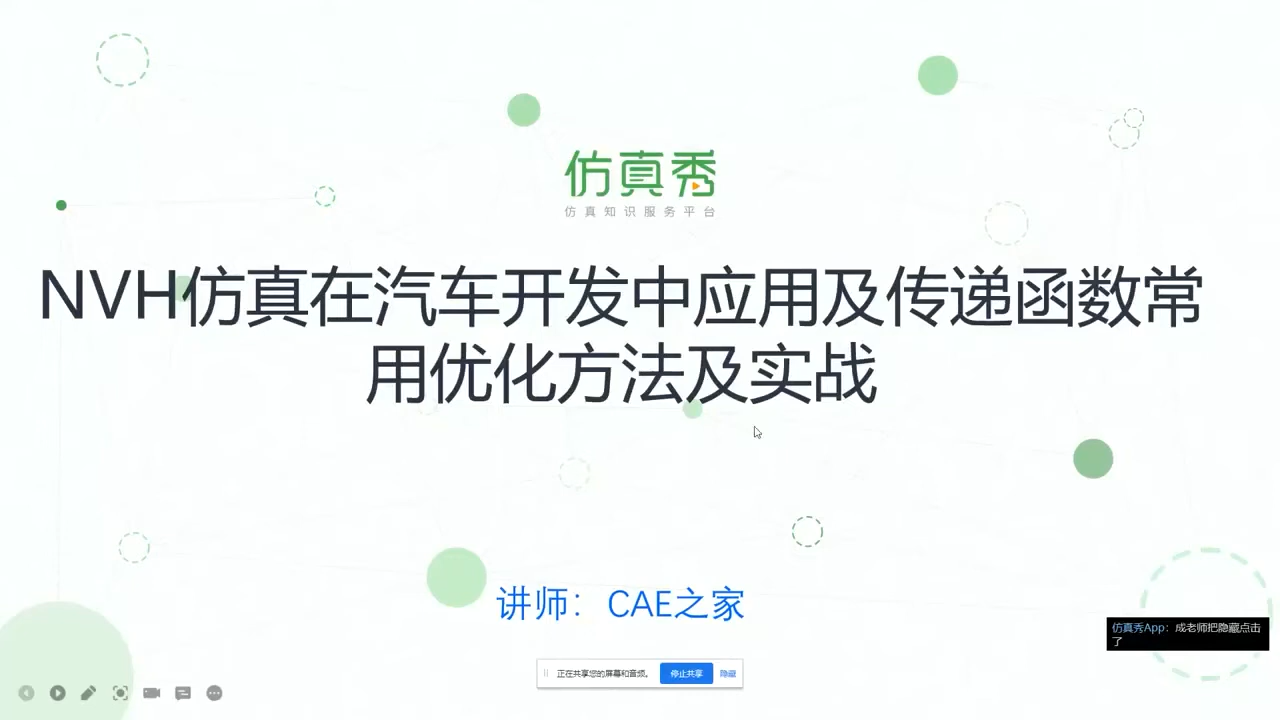 仿真秀
仿真知识服务平台
NVH仿真在汽车开发中应用及传递函数常
用优化方法及实战
讲师：CAE之家
仿真秀App：成老师把隐藏点击
了
正在共享您的屏幕和音频。 停止共享 隐藏